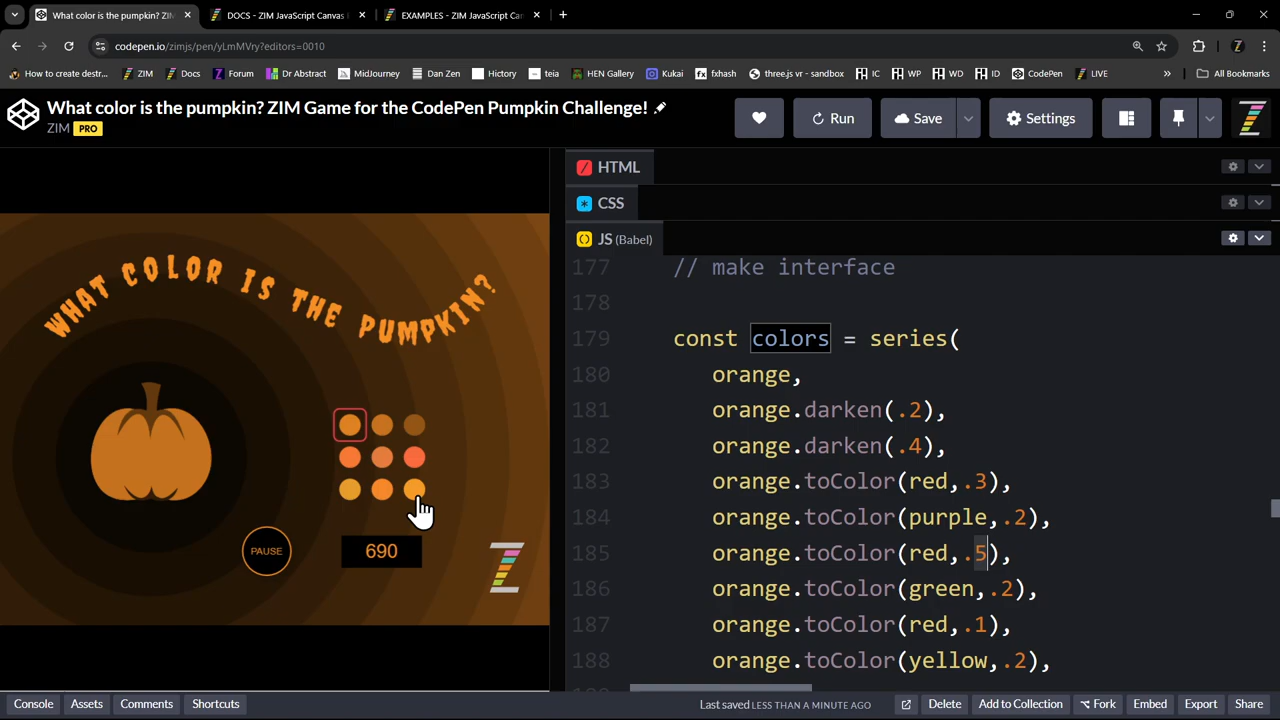 What color is the pumpkin? ZIM
DOCS - ZIM JavaScript Canvas
EXAMPLES - ZIM JavaScript Can
codepen.io/zimjs/pen/yLmMVry?editors=0010
How to create destr...
ZIM
Docs
Forum
Dr Abstract
MidJourney
Dan Zen
Hictory
teia
HEN Gallery
Kukai
fxhash
three.js vr - sandbox
IC
WP
WD
ID
CodePen
LIVE
»
All Bookmarks
What color is the pumpkin? ZIM Game for the CodePen Pumpkin Challenge!
ZIM PRO
Run
Save
Settings
HTML
CSS
JS (Babel)
WHAT COLOR IS THE PUMPKIN?
PAUSE
690
177 // make interface
178
179 const colors = series(
180 orange,
181 orange.darken(.2),
182 orange.darken(.4),
183 orange.toColor(red,.3),
184 orange.toColor(purple,.2),
185 orange.toColor(red,.5),
186 orange.toColor(green,.2),
187 orange.toColor(red,.1),
188 orange.toColor(yellow,.2),
Console
Assets
Comments
Shortcuts
Last saved LESS THAN A MINUTE AGO
Delete
Add to Collection
Fork
Embed
Export
Share